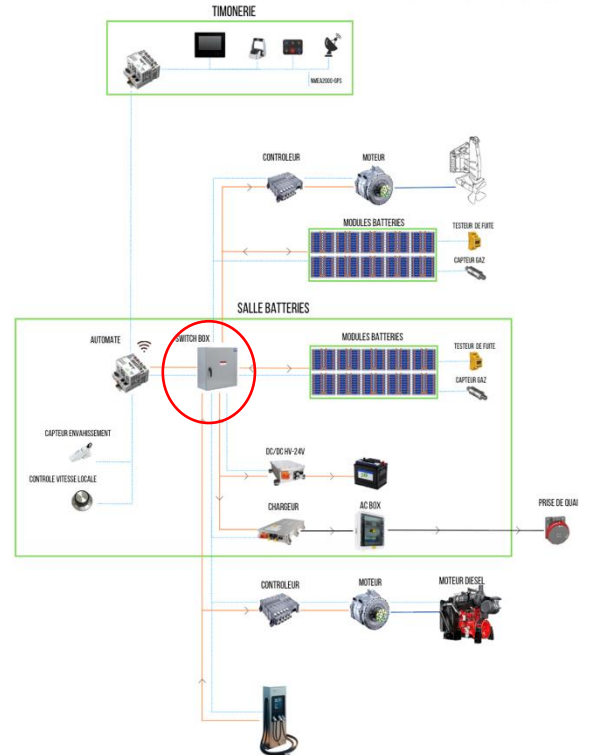 TIMONERIE
NMEA2000-GPS
CONTROLEUR
MOTEUR
MODULES BATTERIES
TESTEUR DE FUITE
CAPTEUR GAZ
SALLE BATTERIES
AUTOMATE
SWITCH BOX
MODULES BATTERIES
TESTEUR DE FUITE
CAPTEUR GAZ
CAPTEUR ENVAHISSEMENT
CONTROLE VITESSE LOCALE
DC/DC HV-24V
CHARGEUR
AC BOX
PRISE DE QUAI
CONTROLEUR
MOTEUR
MOTEUR DIESEL